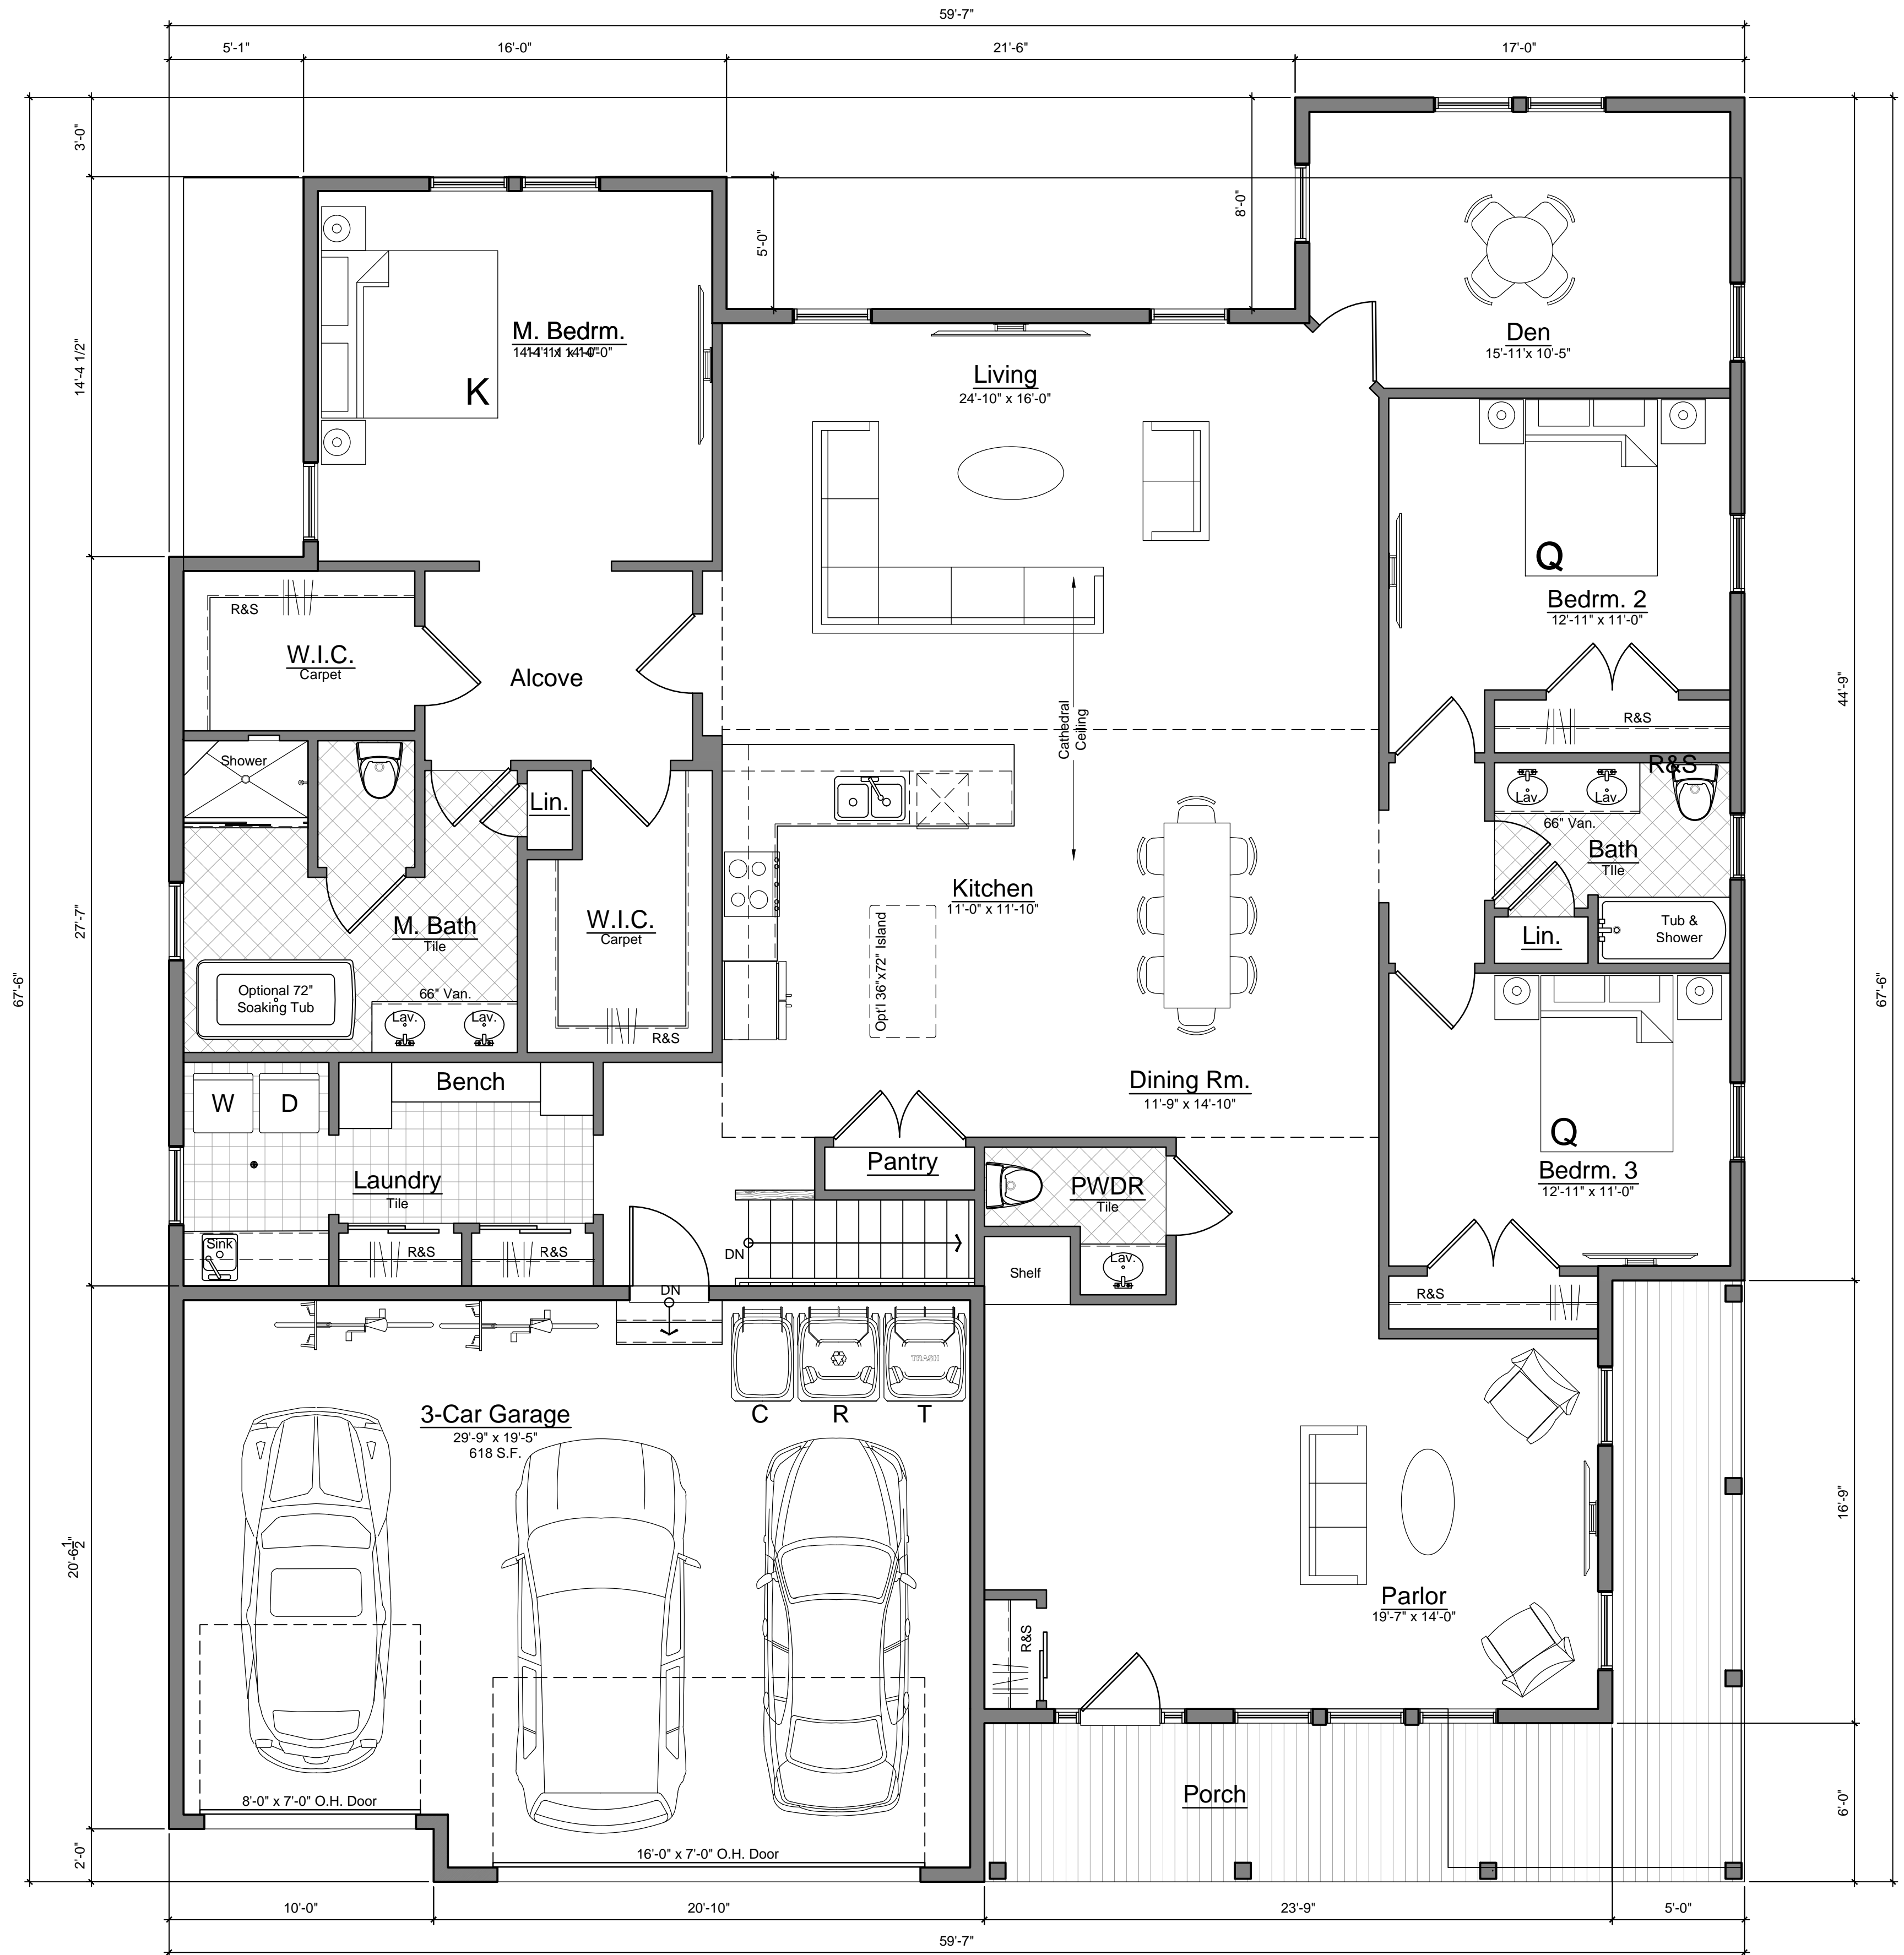 59'-7"
5'-1"
16'-0"
21'-6"
17'-0"
3'-0"
5'-0"
8'-0"
14'-4 1/2"
M. Bedrm.
K
Living
24'-10" x 16'-0"
Den
15'-11'x 10'-5"
Q
Bedrm. 2
12'-11" x 11'-0"
R&S
W.I.C.
Carpet
Alcove
Cathedral
Ceiling
R&S
44'-9"
Shower
Lin.
R&S
Lav.
Lav.
66" Van.
Bath
TIle
27'-7"
Kitchen
11'-0" x 11'-10"
Opt'l 36"x72" Island
M. Bath
Tile
W.I.C.
Carpet
Lin.
Tub &
Shower
67'-6"
67'-6"
Optional 72"
Soaking Tub
66" Van.
Lav.
Lav.
R&S
W
D
Bench
Dining Rm.
11'-9" x 14'-10"
Q
Bedrm. 3
12'-11" x 11'-0"
Laundry
Tile
Pantry
PWDR
Tile
Sink
R&S
R&S
DN
Shelf
Lav.
DN
R&S
TRASH
C
R
T
3-Car Garage
29'-9" x 19'-5"
618 S.F.
20'-6 1/2"
16'-9"
Parlor
19'-7" x 14'-0"
R&S
Porch
8'-0" x 7'-0" O.H. Door
16'-0" x 7'-0" O.H. Door
2'-0"
6'-0"
10'-0"
20'-10"
23'-9"
5'-0"
59'-7"